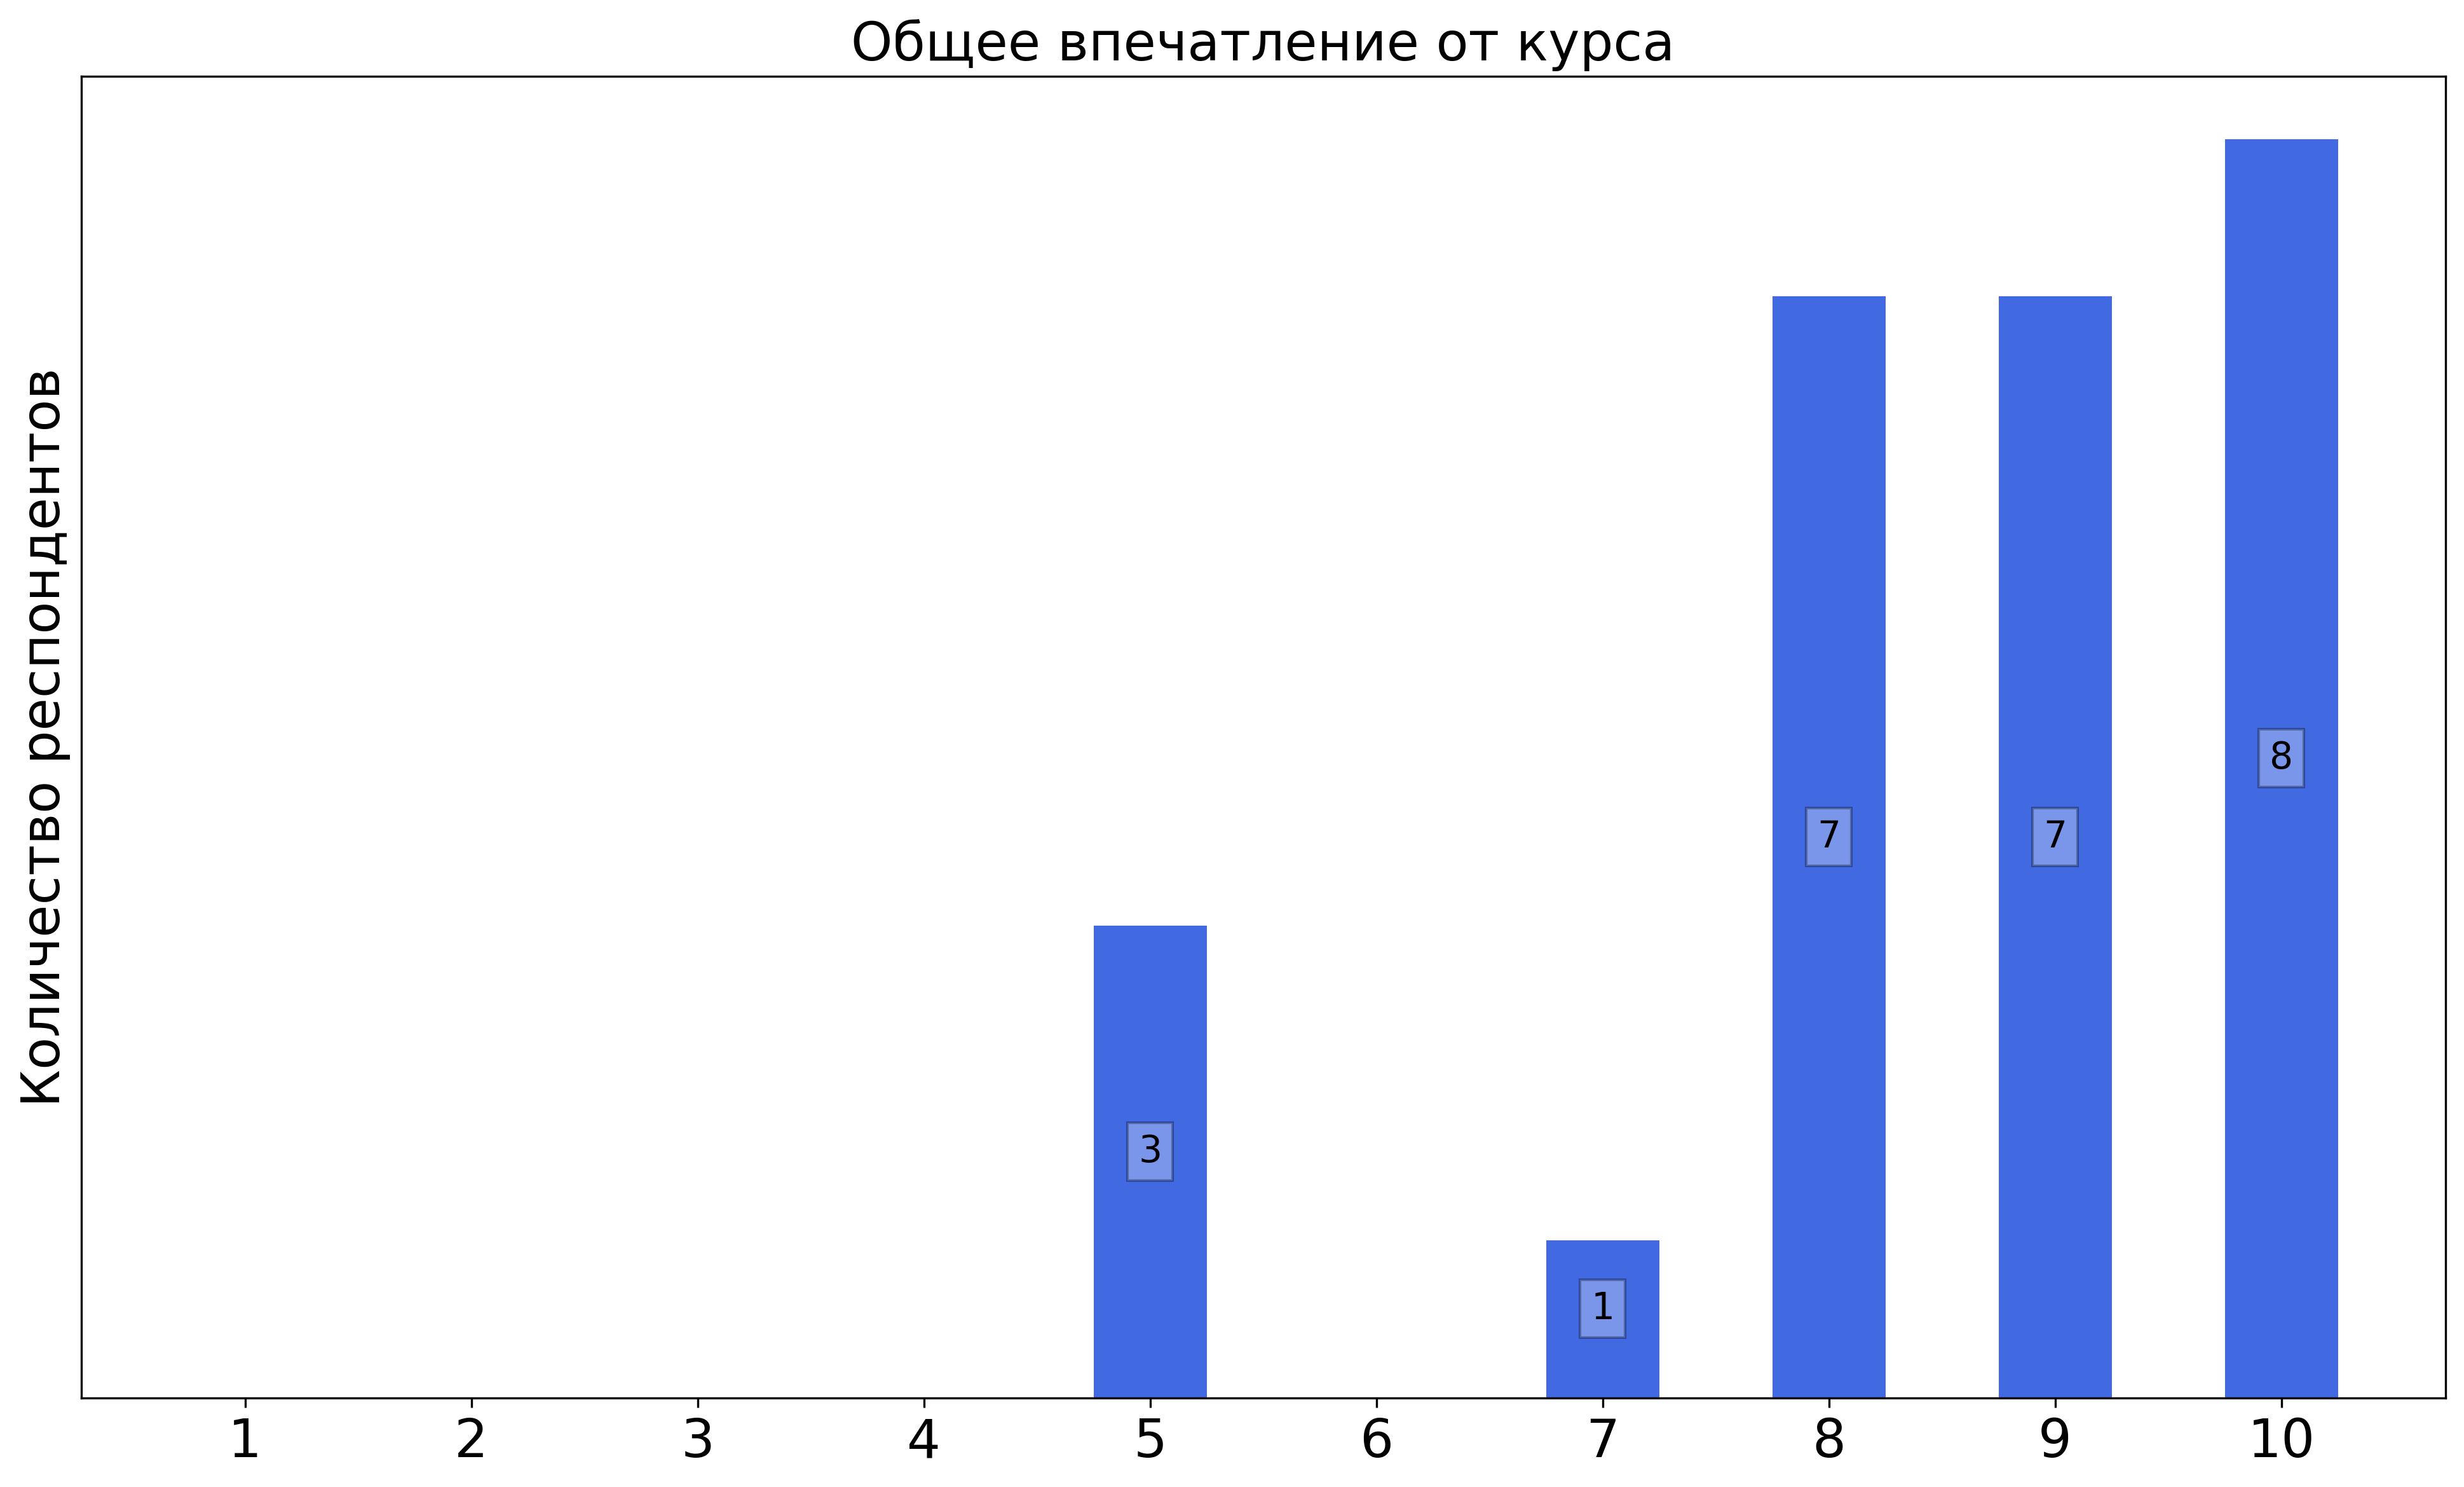 Общее впечатление от курса
Количество респондентов
8
7
7
3
1
1 2 3 4 5 6 7 8 9 10